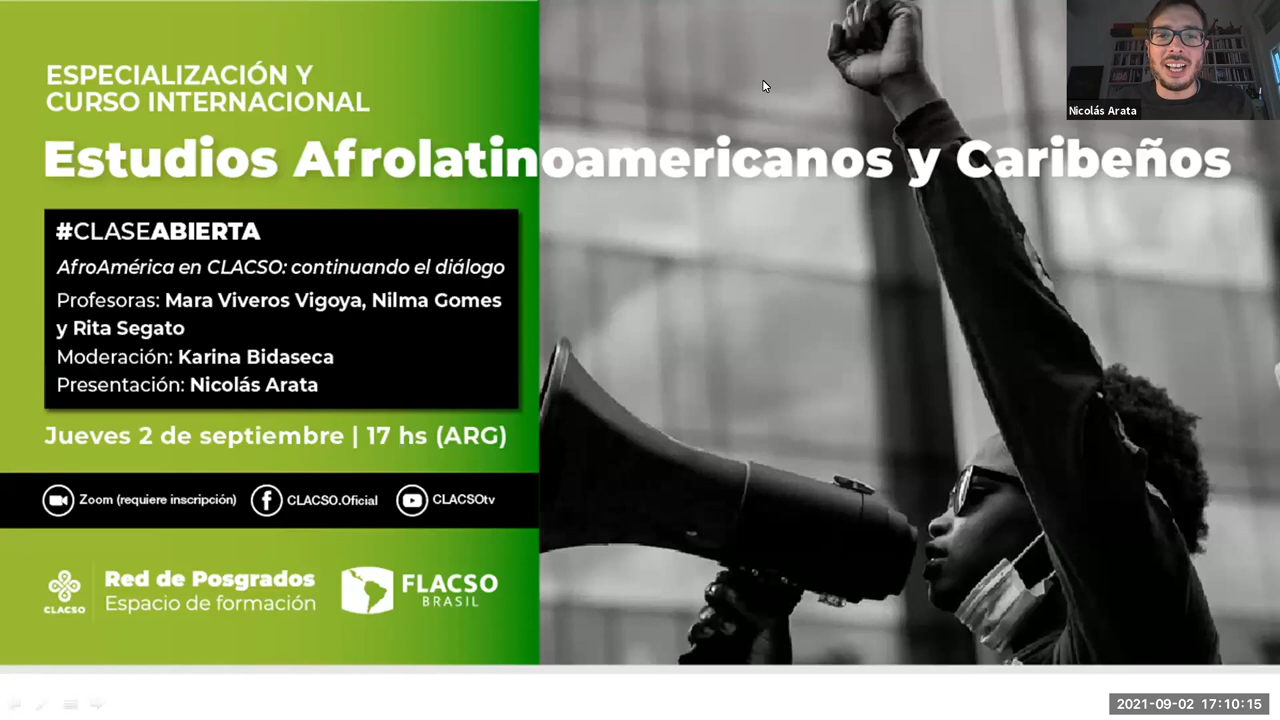 ESPECIALIZACIÓN Y
CURSO INTERNACIONAL
Estudios Afrolatinoamericanos y Caribeños
#CLASEABIERTA
AfroAmérica en CLACSO: continuando el diálogo
Profesoras: Mara Viveros Vigoya, Nilma Gomes
y Rita Segato
Moderación: Karina Bidaseca
Presentación: Nicolás Arata
Jueves 2 de septiembre | 17 hs (ARG)
Zoom (requiere inscripción) CLACSO.Oficial CLACSOtv
CLACSO
Red de Posgrados
Espacio de formación
FLACSO
BRASIL
Nicolás Arata
2021-09-02 17:10:15